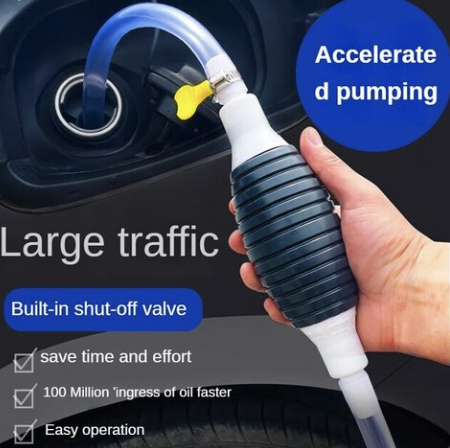 Accelerate
d pumping
Large traffic
Built-in shut-off valve
save time and effort
100 Million 'ingress of oil faster
Easy operation